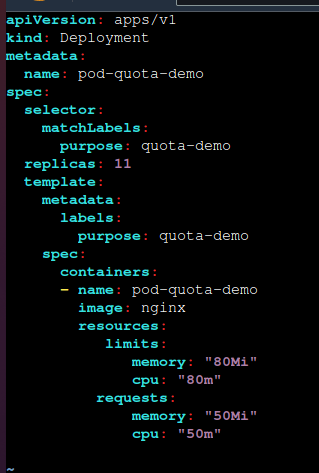 apiVersion: apps/v1
kind: Deployment
metadata:
  name: pod-quota-demo
spec:
  selector:
    matchLabels:
      purpose: quota-demo
  replicas: 11
  template:
    metadata:
      labels:
        purpose: quota-demo
    spec:
      containers:
      - name: pod-quota-demo
        image: nginx
        resources:
           limits:
              memory: "80Mi"
              cpu: "80m"
          requests:
              memory: "50Mi"
              cpu: "50m"
~